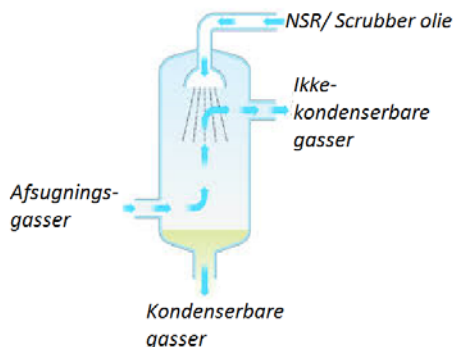 NSR/ Scrubber olie
Ikke-
kondenserbare
gasser
Afsugnings-
gasser
Kondenserbare
gasser